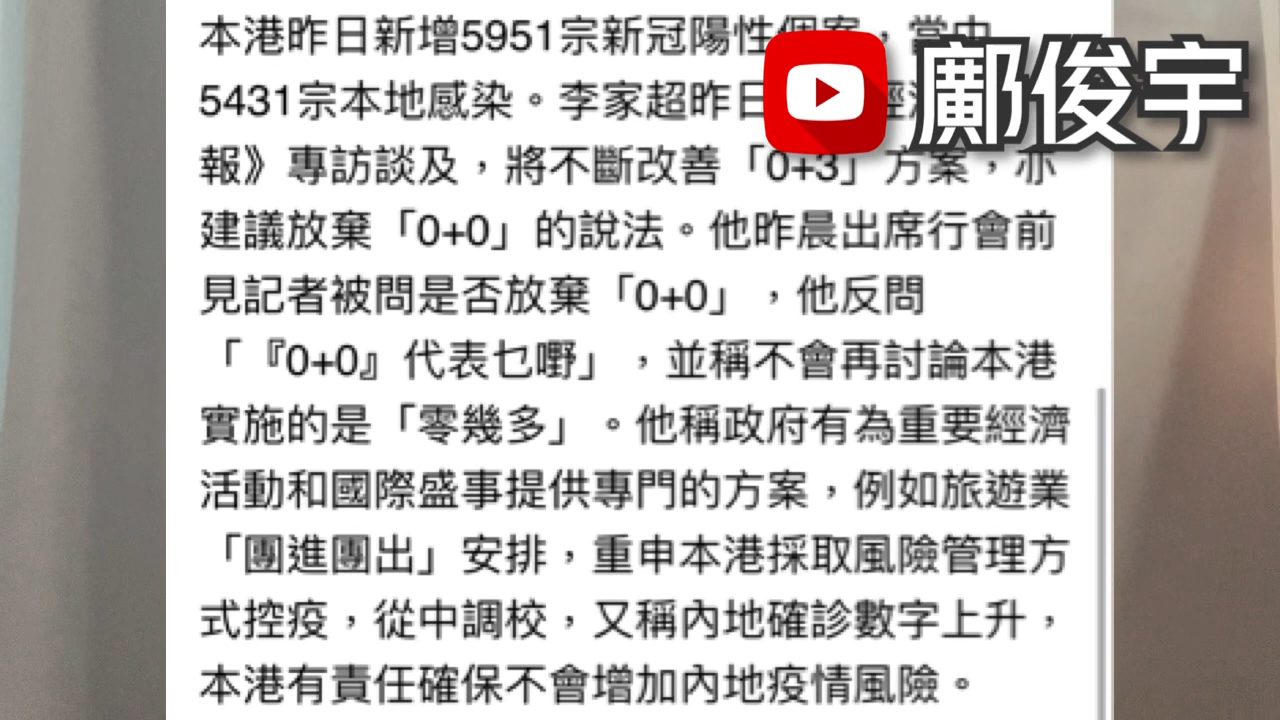 本港昨日新增5951宗新冠陽性個案，當中
5431宗本地感染。李家超昨日
報》專訪談及，將不斷改善「0+3」方案，亦
建議放棄「0+0」的說法。他昨晨出席行會前
見記者被問是否放棄「0+0」，他反問
「『0+0』代表乜嘢」，並稱不會再討論本港
實施的是「零幾多」。他稱政府有為重要經濟
活動和國際盛事提供專門的方案，例如旅遊業
「團進團出」安排，重申本港採取風險管理方
式控疫，從中調校，又稱內地確診數字上升，
本港有責任確保不會增加內地疫情風險。
鄺俊宇